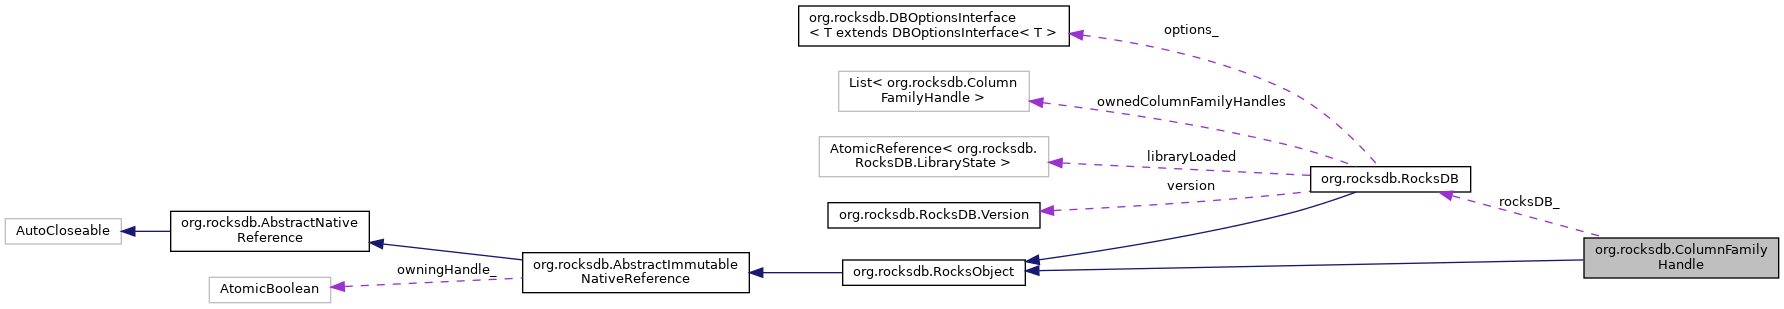 org.rocksdb.DBOptionsInterface
< T extends DBOptionsInterface< T >
options_
List< org.rocksdb.Column
FamilyHandle >
ownedColumnFamilyHandles
AtomicReference< org.rocksdb.
RocksDB.LibraryState >
libraryLoaded
org.rocksdb.RocksDB
version
rocksDB_
org.rocksdb.RocksDB.Version
AutoCloseable
org.rocksdb.AbstractNative
Reference
org.rocksdb.ColumnFamily
Handle
owningHandle_
org.rocksdb.AbstractImmutable
NativeReference
org.rocksdb.RocksObject
AtomicBoolean